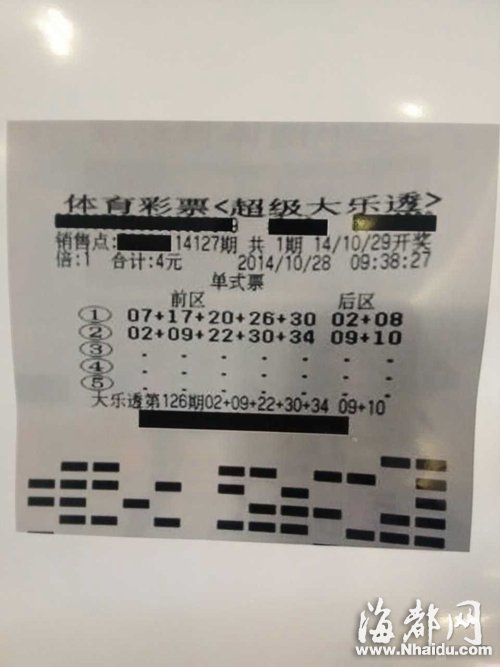 体育彩票<超级大乐透>
9
销售点: 14127期 共 1期 14/10/29开奖
倍:1 合计:4元 2014/10/28 09:38:27
单式票
前区 后区
① 07+17+20+26+30 02+08
② 02+09+22+30+34 09+10
③ - - - - - - -
④ - - - - - - -
⑤ - - - - - - -
大乐透第126期02+09+22+30+34 09+10
海都网
www.Nhaidu.com